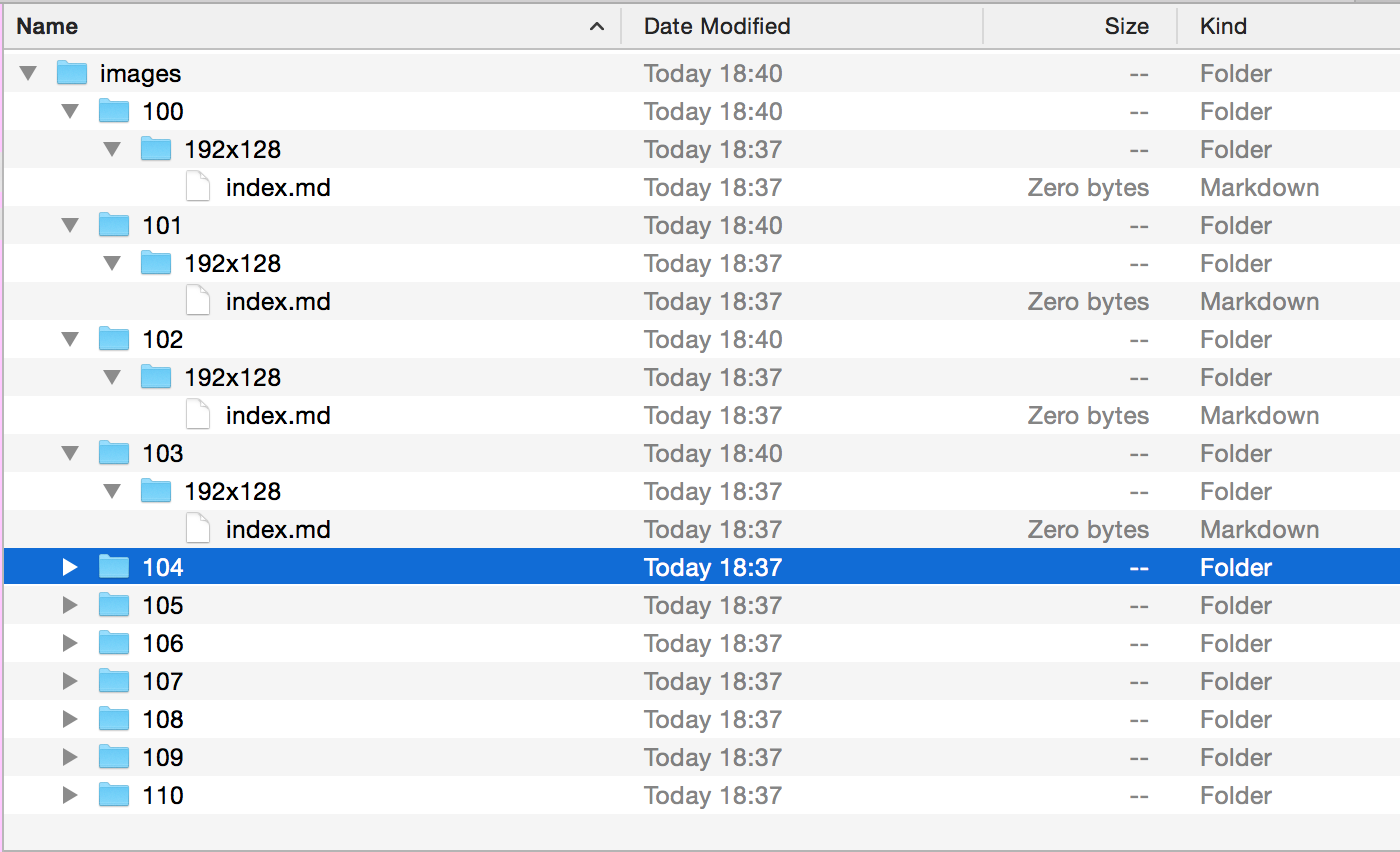 Name Date Modified Size Kind
images Today 18:40 -- Folder
100 Today 18:40 -- Folder
192x128 Today 18:37 -- Folder
index.md Today 18:37 Zero bytes Markdown
101 Today 18:40 -- Folder
192x128 Today 18:37 -- Folder
index.md Today 18:37 Zero bytes Markdown
102 Today 18:40 -- Folder
192x128 Today 18:37 -- Folder
index.md Today 18:37 Zero bytes Markdown
103 Today 18:40 -- Folder
192x128 Today 18:37 -- Folder
index.md Today 18:37 Zero bytes Markdown
104 Today 18:37 -- Folder
105 Today 18:37 -- Folder
106 Today 18:37 -- Folder
107 Today 18:37 -- Folder
108 Today 18:37 -- Folder
109 Today 18:37 -- Folder
110 Today 18:37 -- Folder